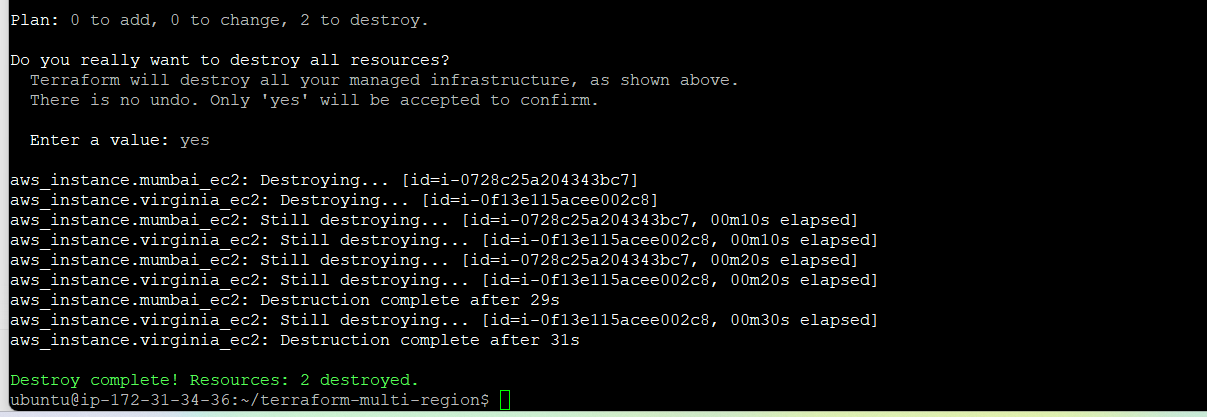 Plan: 0 to add, 0 to change, 2 to destroy.
Do you really want to destroy all resources?
Terraform will destroy all your managed infrastructure, as shown above.
There is no undo. Only 'yes' will be accepted to confirm.
Enter a value: yes
aws_instance.mumbai_ec2: Destroying... [id=i-0728c25a204343bc7]
aws_instance.virginia_ec2: Destroying... [id=i-0f13e115acee002c8]
aws_instance.mumbai_ec2: Still destroying... [id=i-0728c25a204343bc7, 00m10s elapsed]
aws_instance.virginia_ec2: Still destroying... [id=i-0f13e115acee002c8, 00m10s elapsed]
aws_instance.mumbai_ec2: Still destroying... [id=i-0728c25a204343bc7, 00m20s elapsed]
aws_instance.virginia_ec2: Still destroying... [id=i-0f13e115acee002c8, 00m20s elapsed]
aws_instance.mumbai_ec2: Destruction complete after 29s
aws_instance.virginia_ec2: Still destroying... [id=i-0f13e115acee002c8, 00m30s elapsed]
aws_instance.virginia_ec2: Destruction complete after 31s
Destroy complete! Resources: 2 destroyed.
ubuntu@ip-172-31-34-36:~/terraform-multi-region$